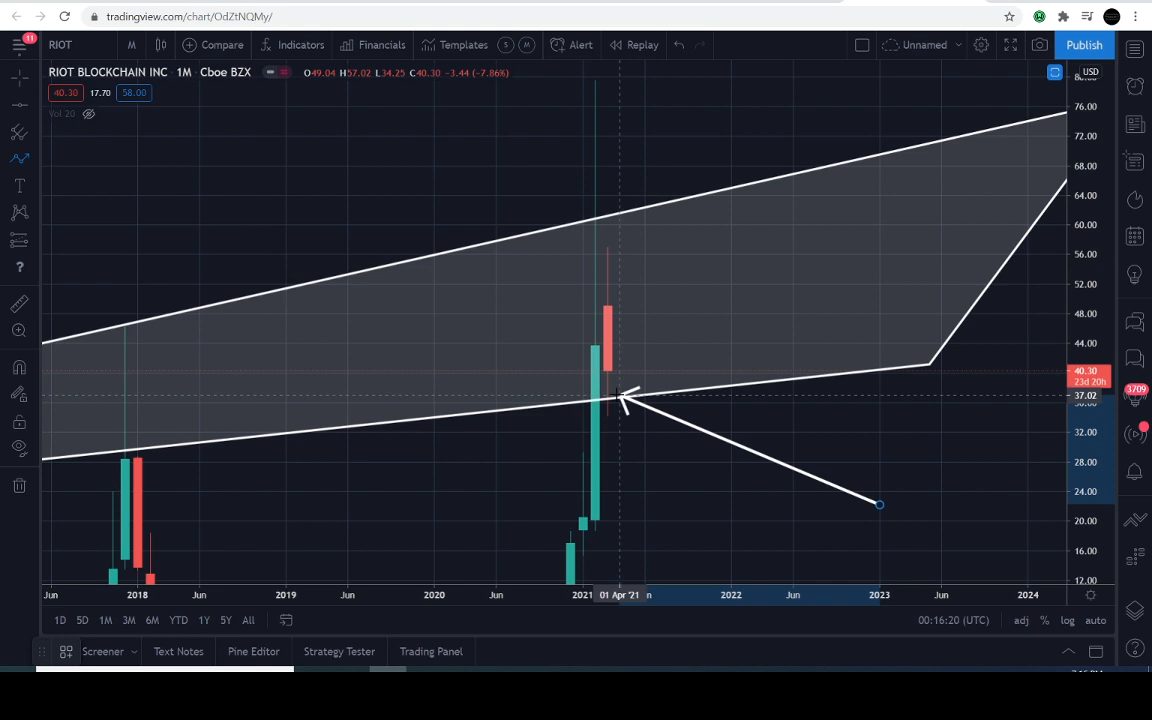 tradingview.com/chart/OdZtNQMy/
11
RIOT M Compare Indicators Financials Templates S M Alert Replay Unnamed Publish
RIOT BLOCKCHAIN INC · 1M · Cboe BZX O49.04 H57.02 L34.25 C40.30 -3.44 (-7.86%)
USD
40.30 17.70 58.00
Vol 20
80.00
76.00
72.00
68.00
64.00
60.00
56.00
52.00
48.00
44.00
40.30
23d 20h
37.02
32.00
28.00
24.00
20.00
16.00
12.00
3709
T
?
Jun 2018 Jun 2019 Jun 2020 Jun 2021 01 Apr '21 n 2022 Jun 2023 Jun 2024
1D 5D 1M 3M 6M YTD 1Y 5Y All 00:16:20 (UTC) adj % log auto
Screener Text Notes Pine Editor Strategy Tester Trading Panel